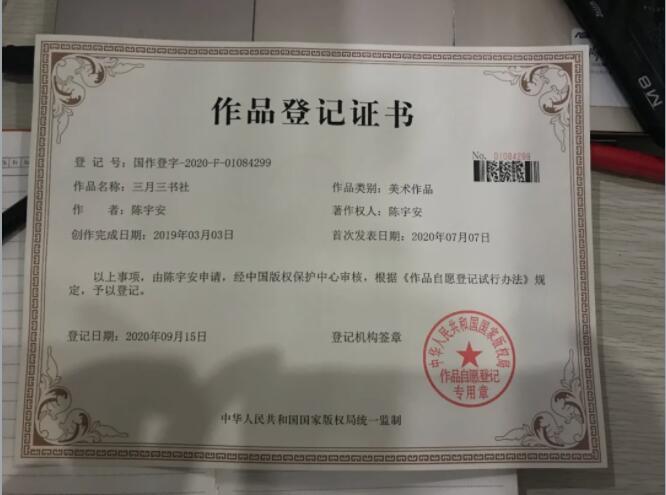 作品登记证书
登 记 号：国作登字-2020-F-01084299
No. 01084299
作品名称：三月三书社
作品类别：美术作品
作 者：陈宇安
著作权人：陈宇安
创作完成日期：2019年03月03日
首次发表日期：2020年07月07日
以上事项，由陈宇安申请，经中国版权保护中心审核，根据《作品自愿登记试行办法》规
定，予以登记。
登记日期：2020年09月15日
登记机构签章
中华人民共和国国家版权局
作品自愿登记
专用章
中华人民共和国国家版权局统一监制